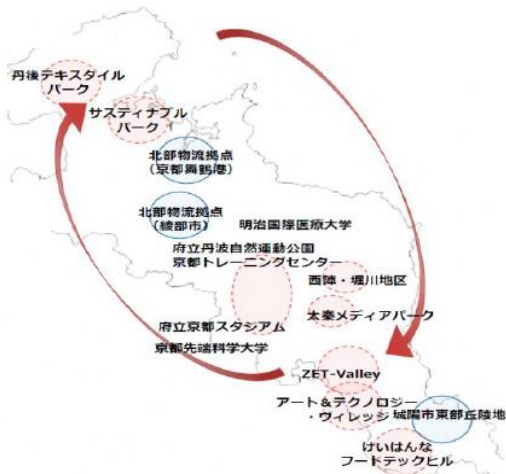 丹後テキスタイル
パーク
サスティナブル
パーク
北部物流拠点
(京都舞鶴港)
北部物流拠点
(綾部市)
明治国際医療大学
府立丹波自然運動公園
京都トレーニングセンター
西陣・堀川地区
太秦メディアパーク
府立京都スタジアム
京都先端科学大学
ZET-Valley
アート&テクノロジー
・ヴィレッジ
城陽市東部丘陵地
けいはんな
フードテックヒル